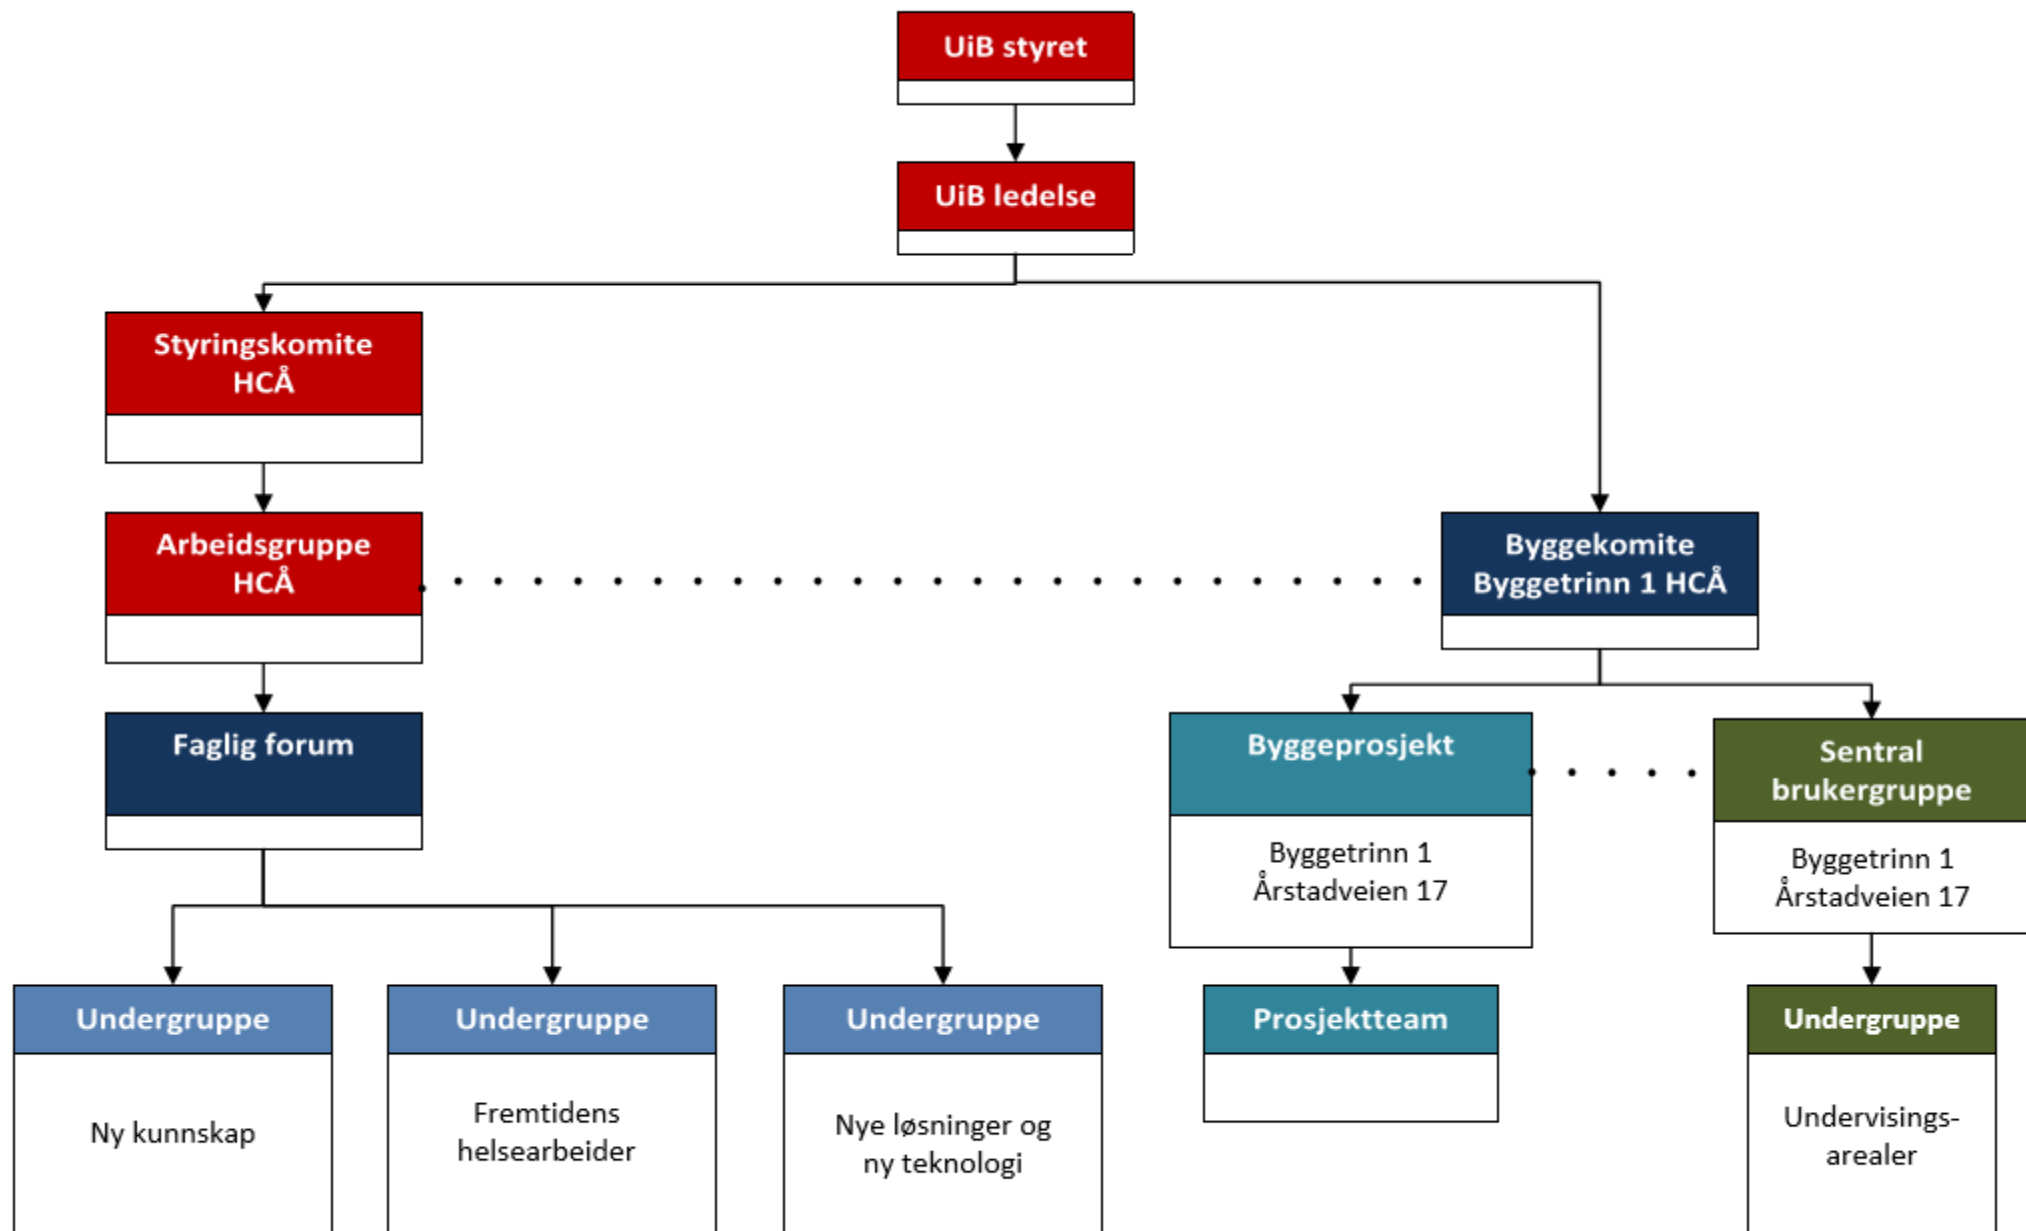 UiB styret
UiB ledelse
Styringskomite
HCÅ
Arbeidsgruppe
HCÅ
Byggekomite
Byggetrinn 1 HCÅ
Faglig forum
Byggeprosjekt
Byggetrinn 1
Årstadveien 17
Sentral
brukergruppe
Byggetrinn 1
Årstadveien 17
Undergruppe
Ny kunnskap
Undergruppe
Fremtidens
helsearbeider
Undergruppe
Nye løsninger og
ny teknologi
Prosjektteam
Undergruppe
Undervisings-
arealer